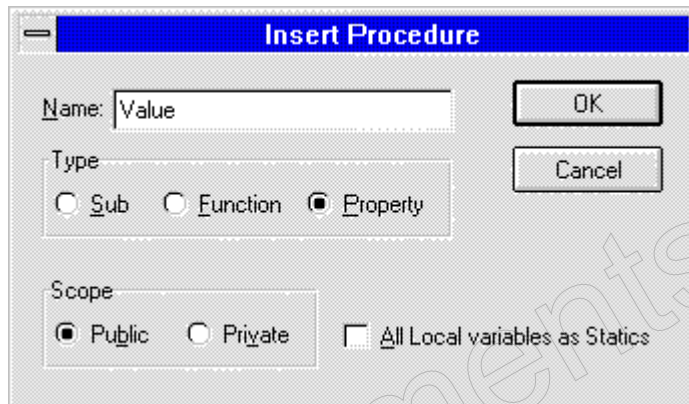 Insert Procedure
Name: Value
OK
Type
Cancel
Sub Function Property
Scope
Public Private
All Local variables as Statics